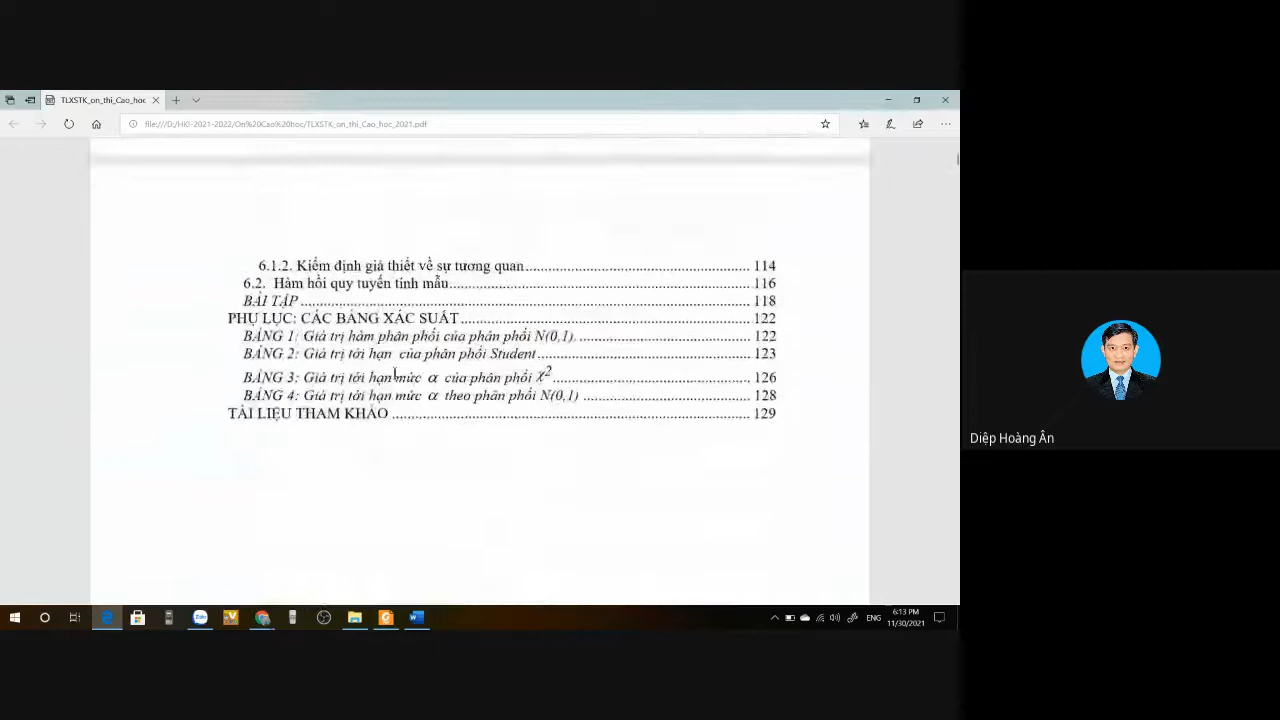 TLXSTK_on_thi_Cao_hoc
file:///D:/HKI-2021-2022/On%20Cao%20hoc/TLXSTK_on_thi_Cao_hoc_2021.pdf
6.1.2. Kiểm định giả thiết về sự tương quan 114
6.2. Hàm hồi quy tuyến tính mẫu 116
BÀI TẬP 118
PHỤ LỤC: CÁC BẢNG XÁC SUẤT 122
BẢNG 1: Giá trị hàm phân phối của phân phối N(0,1). 122
BẢNG 2: Giá trị tới hạn của phân phối Student 123
BẢNG 3: Giá trị tới hạn mức α của phân phối χ² 126
BẢNG 4: Giá trị tới hạn mức α theo phân phối N(0,1) 128
TÀI LIỆU THAM KHẢO 129
Diệp Hoàng Ân
Zalo
ENG
6:13 PM
11/30/2021